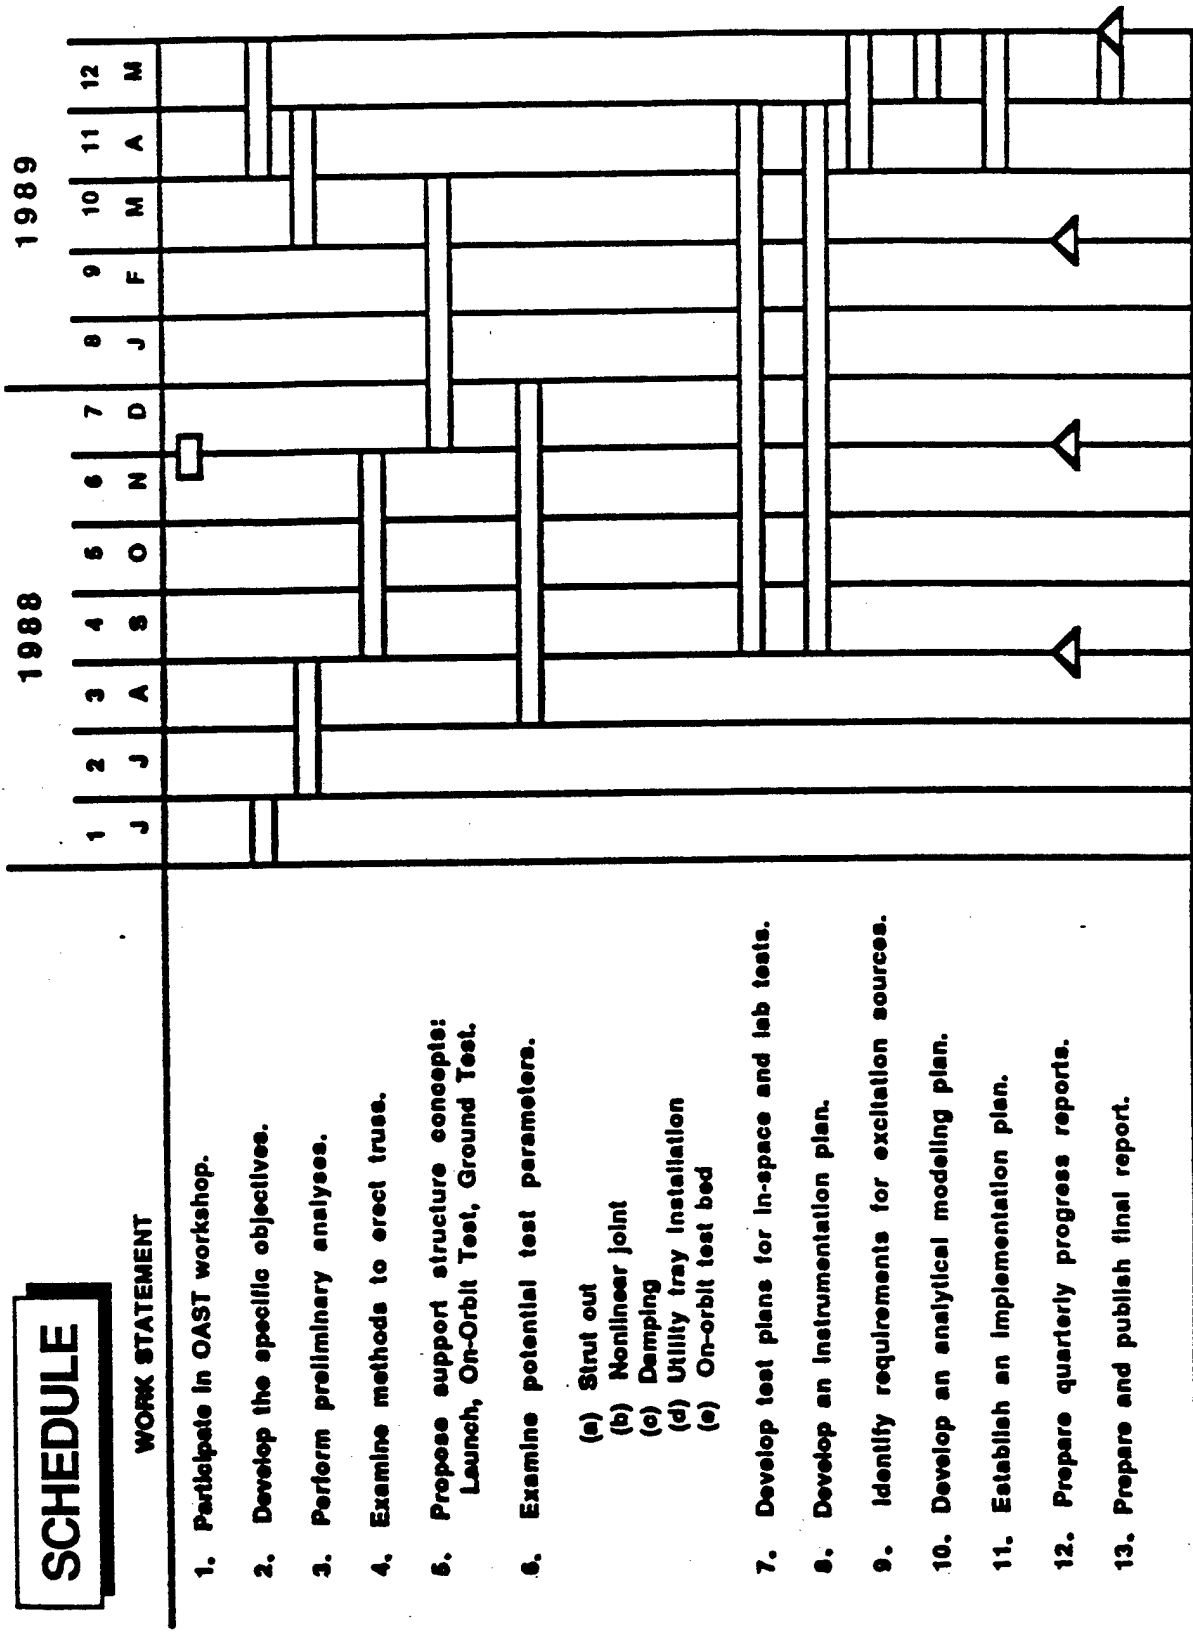 SCHEDULE
WORK STATEMENT
1988 1989
1 2 3 4 5 6 7 8 9 10 11 12
J J A S O N D J F M A M
1. Participate in OAST workshop.
2. Develop the specific objectives.
3. Perform preliminary analyses.
4. Examine methods to erect truss.
5. Propose support structure concepts:
Launch, On-Orbit Test, Ground Test.
6. Examine potential test parameters.
(a) Strut out
(b) Nonlinear joint
(c) Damping
(d) Utility tray installation
(e) On-orbit test bed
7. Develop test plans for in-space and lab tests.
8. Develop an instrumentation plan.
9. Identify requirements for excitation sources.
10. Develop an analytical modeling plan.
11. Establish an implementation plan.
12. Prepare quarterly progress reports.
13. Prepare and publish final report.